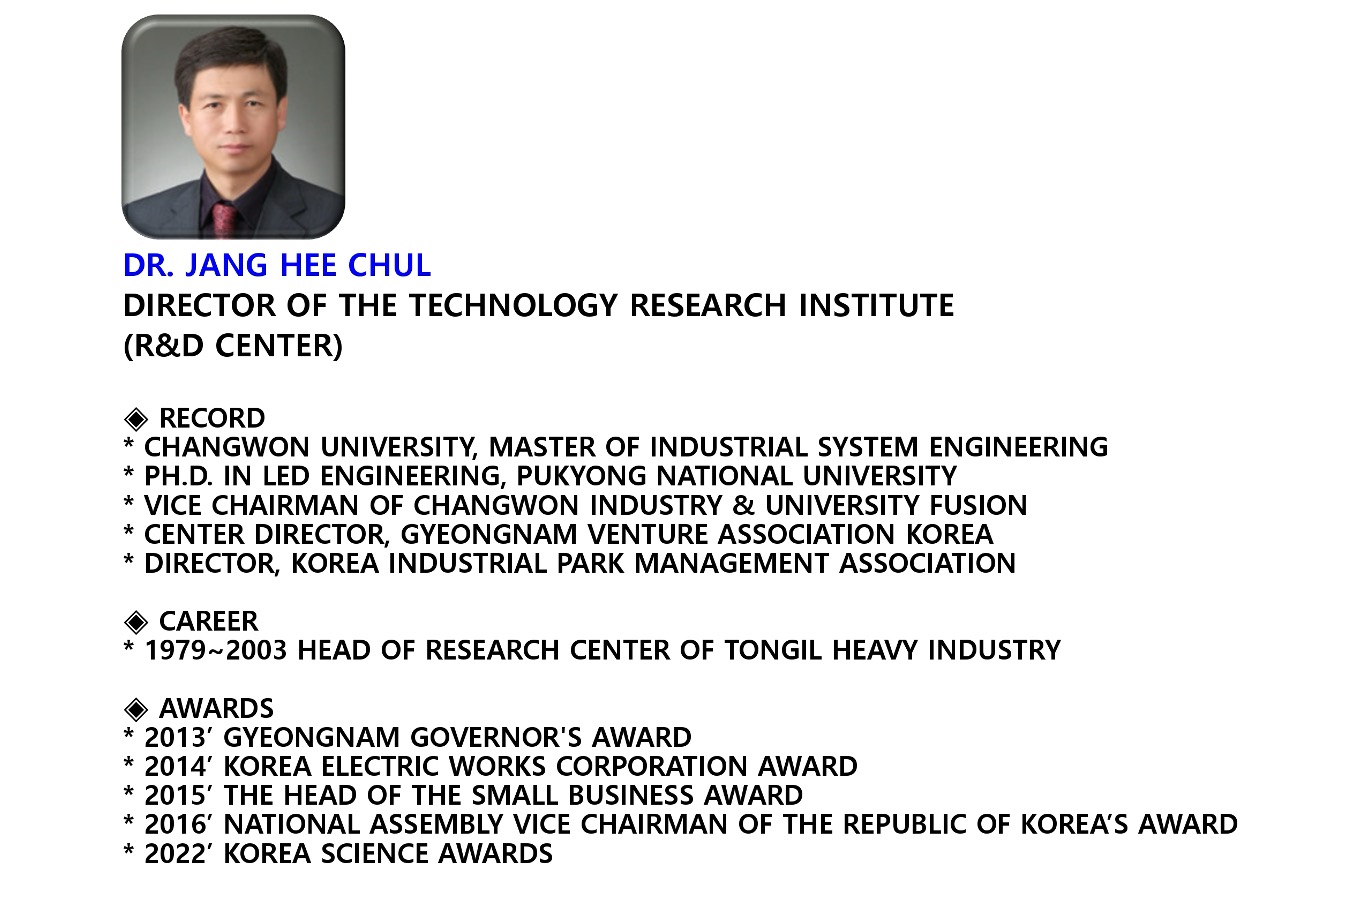 DR. JANG HEE CHUL
DIRECTOR OF THE TECHNOLOGY RESEARCH INSTITUTE
(R&D CENTER)
◈ RECORD
* CHANGWON UNIVERSITY, MASTER OF INDUSTRIAL SYSTEM ENGINEERING
* PH.D. IN LED ENGINEERING, PUKYONG NATIONAL UNIVERSITY
* VICE CHAIRMAN OF CHANGWON INDUSTRY & UNIVERSITY FUSION
* CENTER DIRECTOR, GYEONGNAM VENTURE ASSOCIATION KOREA
* DIRECTOR, KOREA INDUSTRIAL PARK MANAGEMENT ASSOCIATION
◈ CAREER
* 1979~2003 HEAD OF RESEARCH CENTER OF TONGIL HEAVY INDUSTRY
◈ AWARDS
* 2013’ GYEONGNAM GOVERNOR'S AWARD
* 2014’ KOREA ELECTRIC WORKS CORPORATION AWARD
* 2015’ THE HEAD OF THE SMALL BUSINESS AWARD
* 2016’ NATIONAL ASSEMBLY VICE CHAIRMAN OF THE REPUBLIC OF KOREA’S AWARD
* 2022’ KOREA SCIENCE AWARDS